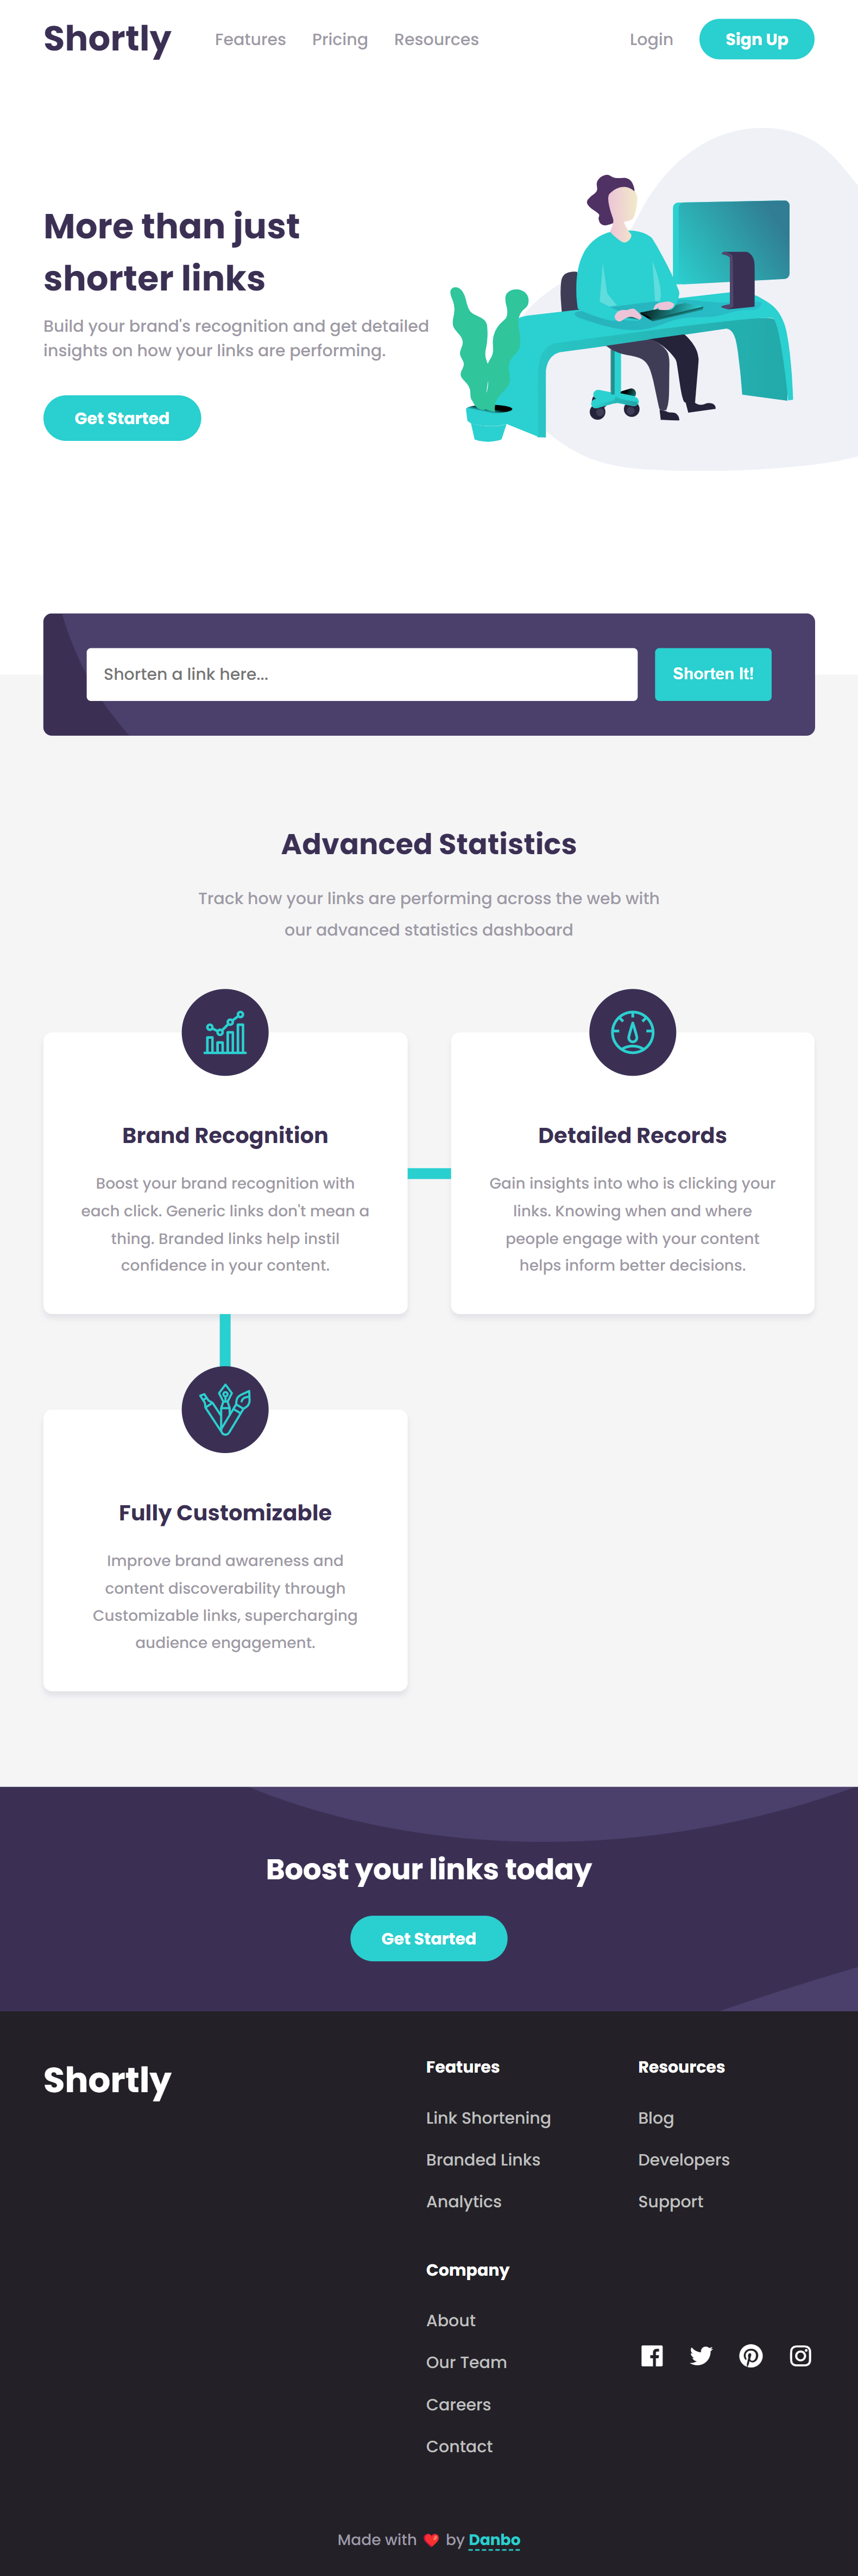 Shortly
Features
Pricing
Resources
Login
Sign Up
More than just
shorter links
Build your brand's recognition and get detailed
insights on how your links are performing.
Get Started
Shorten a link here...
Shorten It!
Advanced Statistics
Track how your links are performing across the web with
our advanced statistics dashboard
Brand Recognition
Boost your brand recognition with
each click. Generic links don't mean a
thing. Branded links help instil
confidence in your content.
Detailed Records
Gain insights into who is clicking your
links. Knowing when and where
people engage with your content
helps inform better decisions.
Fully Customizable
Improve brand awareness and
content discoverability through
Customizable links, supercharging
audience engagement.
Boost your links today
Get Started
Shortly
Features
Link Shortening
Branded Links
Analytics
Resources
Blog
Developers
Support
Company
About
Our Team
Careers
Contact
Made with ❤️ by Danbo